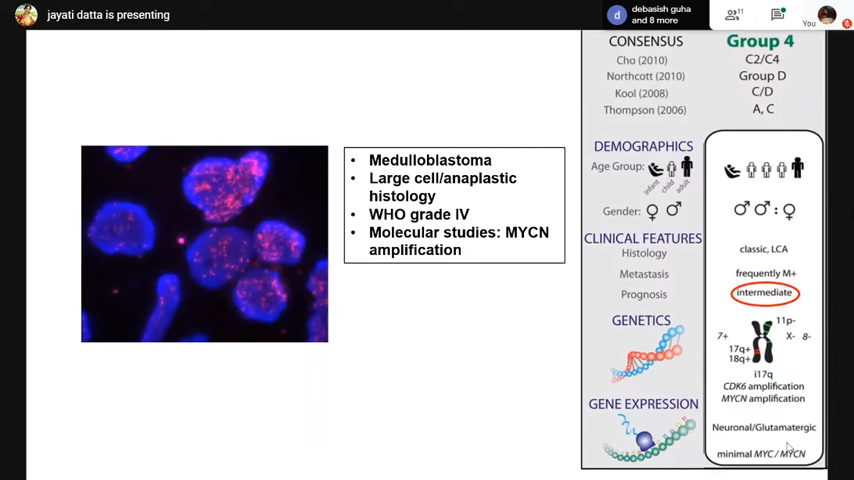 jayati datta is presenting
debasish guha
and 8 more
11
You
d
• Medulloblastoma
• Large cell/anaplastic
histology
• WHO grade IV
• Molecular studies: MYCN
amplification
CONSENSUS
Group 4
Cho (2010)
C2/C4
Northcott (2010)
Group D
Kool (2008)
C/D
Thompson (2006)
A, C
DEMOGRAPHICS
Age Group:
infant
child
adult
Gender: ♀ ♂
♂♂:♀
CLINICAL FEATURES
Histology
classic, LCA
Metastasis
frequently M+
Prognosis
intermediate
GENETICS
11p-
7+
X-
8-
17q+
18q+
i17q
CDK6 amplification
MYCN amplification
GENE EXPRESSION
Neuronal/Glutamatergic
minimal MYC / MYCN